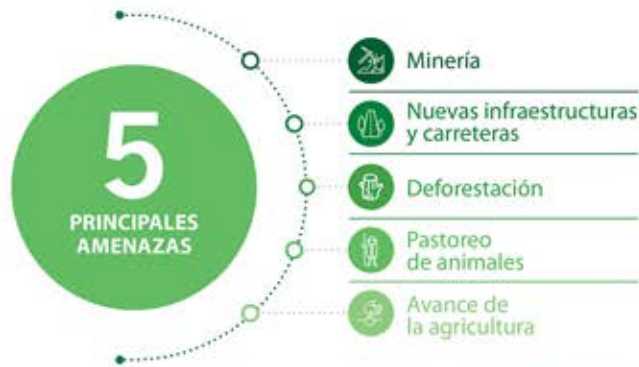 5
PRINCIPALES
AMENAZAS
Minería
Nuevas infraestructuras
y carreteras
Deforestación
Pastoreo
de animales
Avance de
la agricultura